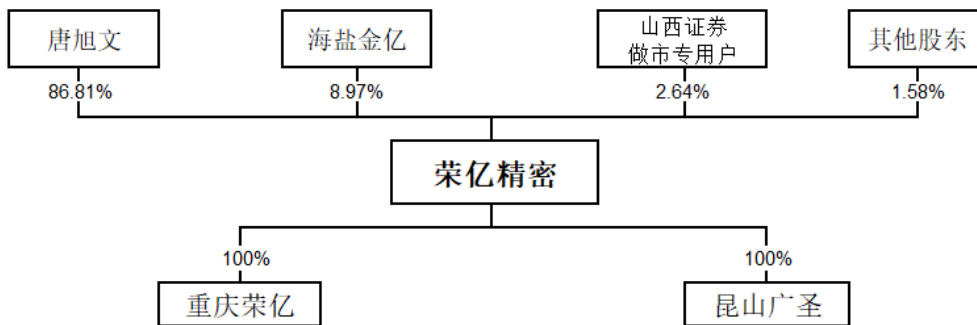 唐旭文
海盐金亿
山西证券
做市专用户
其他股东
86.81%
8.97%
2.64%
1.58%
荣亿精密
100%
100%
重庆荣亿
昆山广圣